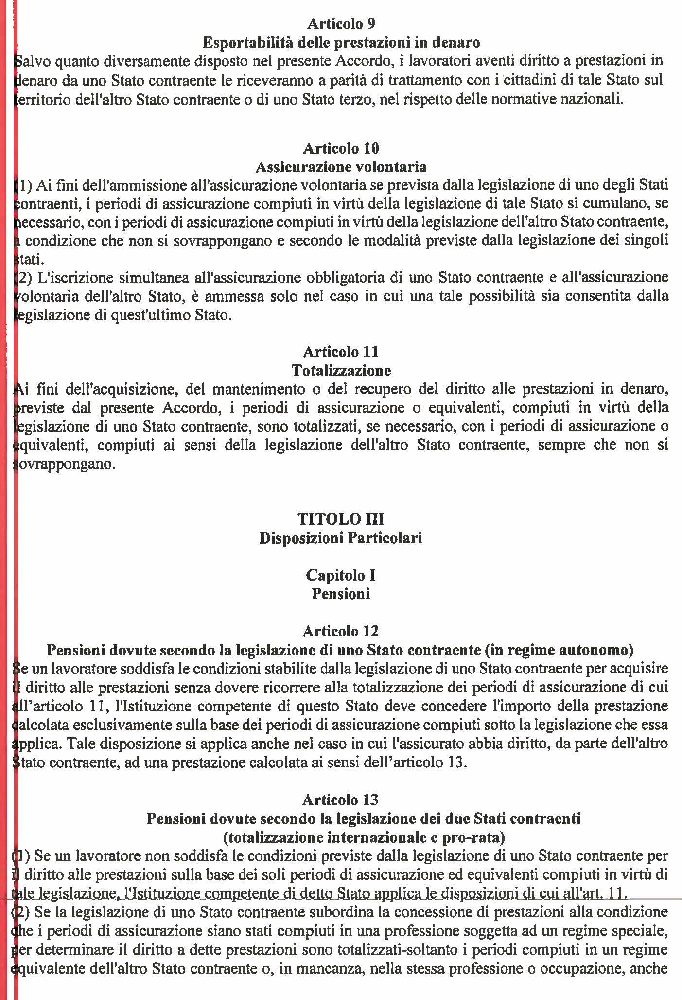 Articolo 9
Esportabilità delle prestazioni in denaro
Salvo quanto diversamente disposto nel presente Accordo, i lavoratori aventi diritto a prestazioni in
denaro da uno Stato contraente le riceveranno a parità di trattamento con i cittadini di tale Stato sul
territorio dell'altro Stato contraente o di uno Stato terzo, nel rispetto delle normative nazionali.
Articolo 10
Assicurazione volontaria
(1) Ai fini dell'ammissione all'assicurazione volontaria se prevista dalla legislazione di uno degli Stati
contraenti, i periodi di assicurazione compiuti in virtù della legislazione di tale Stato si cumulano, se
necessario, con i periodi di assicurazione compiuti in virtù della legislazione dell'altro Stato contraente,
a condizione che non si sovrappongano e secondo le modalità previste dalla legislazione dei singoli
stati.
(2) L'iscrizione simultanea all'assicurazione obbligatoria di uno Stato contraente e all'assicurazione
volontaria dell'altro Stato, è ammessa solo nel caso in cui una tale possibilità sia consentita dalla
legislazione di quest'ultimo Stato.
Articolo 11
Totalizzazione
Ai fini dell'acquisizione, del mantenimento o del recupero del diritto alle prestazioni in denaro,
previste dal presente Accordo, i periodi di assicurazione o equivalenti, compiuti in virtù della
legislazione di uno Stato contraente, sono totalizzati, se necessario, con i periodi di assicurazione o
equivalenti, compiuti ai sensi della legislazione dell'altro Stato contraente, sempre che non si
sovrappongano.
TITOLO III
Disposizioni Particolari
Capitolo I
Pensioni
Articolo 12
Pensioni dovute secondo la legislazione di uno Stato contraente (in regime autonomo)
Se un lavoratore soddisfa le condizioni stabilite dalla legislazione di uno Stato contraente per acquisire
il diritto alle prestazioni senza dovere ricorrere alla totalizzazione dei periodi di assicurazione di cui
all’articolo 11, l'Istituzione competente di questo Stato deve concedere l'importo della prestazione
calcolata esclusivamente sulla base dei periodi di assicurazione compiuti sotto la legislazione che essa
applica. Tale disposizione si applica anche nel caso in cui l'assicurato abbia diritto, da parte dell'altro
Stato contraente, ad una prestazione calcolata ai sensi dell’articolo 13.
Articolo 13
Pensioni dovute secondo la legislazione dei due Stati contraenti
(totalizzazione internazionale e pro-rata)
(1) Se un lavoratore non soddisfa le condizioni previste dalla legislazione di uno Stato contraente per
il diritto alle prestazioni sulla base dei soli periodi di assicurazione ed equivalenti compiuti in virtù di
tale legislazione, l'Istituzione competente di detto Stato applica le disposizioni di cui all'art. 11.
(2) Se la legislazione di uno Stato contraente subordina la concessione di prestazioni alla condizione
che i periodi di assicurazione siano stati compiuti in una professione soggetta ad un regime speciale,
per determinare il diritto a dette prestazioni sono totalizzati-soltanto i periodi compiuti in un regime
equivalente dell'altro Stato contraente o, in mancanza, nella stessa professione o occupazione, anche